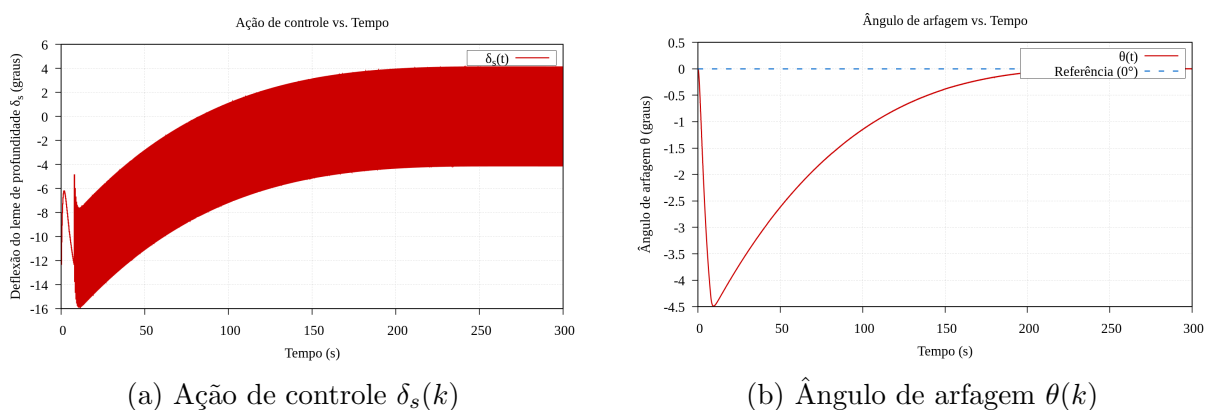 Ação de controle vs. Tempo
Deflexão do leme de profundidade δs (graus)
6
4
2
0
-2
-4
-6
-8
-10
-12
-14
-16
δs(t)
0 50 100 150 200 250 300
Tempo (s)
(a) Ação de controle δs(k)
Ângulo de arfagem vs. Tempo
Ângulo de arfagem θ (graus)
0.5
0
-0.5
-1
-1.5
-2
-2.5
-3
-3.5
-4
-4.5
θ(t)
Referência (0°)
0 50 100 150 200 250 300
Tempo (s)
(b) Ângulo de arfagem θ(k)